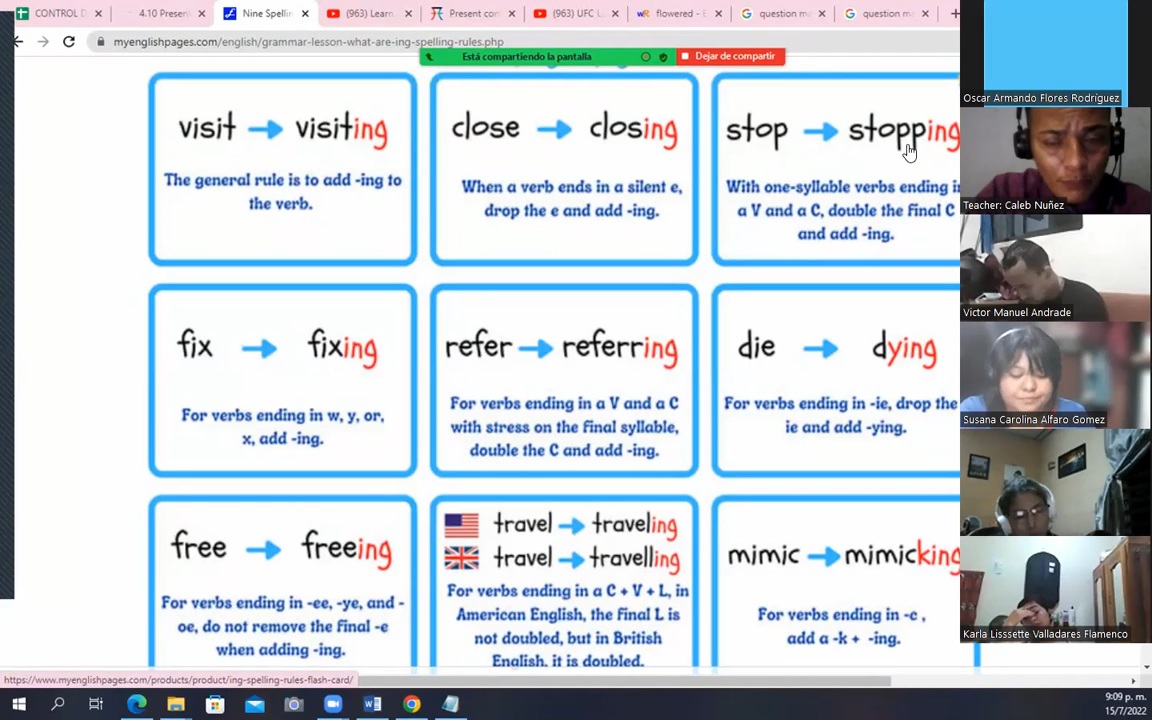 CONTROL D
4.10 Presen
Nine Spellin
(963) Learn
Present con
(963) UFC L
flowered - E
question ma
question ma
myenglishpages.com/english/grammar-lesson-what-are-ing-spelling-rules.php
Está compartiendo la pantalla
Dejar de compartir
visit visiting
The general rule is to add -ing to
the verb.
close closing
When a verb ends in a silent e,
drop the e and add -ing.
stop stopping
With one-syllable verbs ending in
a V and a C, double the final C
and add -ing.
fix fixing
For verbs ending in w, y, or,
x, add -ing.
refer referring
For verbs ending in a V and a C
with stress on the final syllable,
double the C and add -ing.
die dying
For verbs ending in -ie, drop the
ie and add -ying.
free freeing
For verbs ending in -ee, -ye, and -
oe, do not remove the final -e
when adding -ing.
travel traveling
travel travelling
For verbs ending in a C + V + L, in
American English, the final L is
not doubled, but in British
English, it is doubled.
mimic mimicking
For verbs ending in -c ,
add a -k + -ing.
Oscar Armando Flores Rodríguez
Teacher: Caleb Nuñez
Victor Manuel Andrade
Susana Carolina Alfaro Gomez
Karla Lisssette Valladares Flamenco
https://www.myenglishpages.com/products/product/ing-spelling-rules-flash-card/
9:09 p. m.
15/7/2022